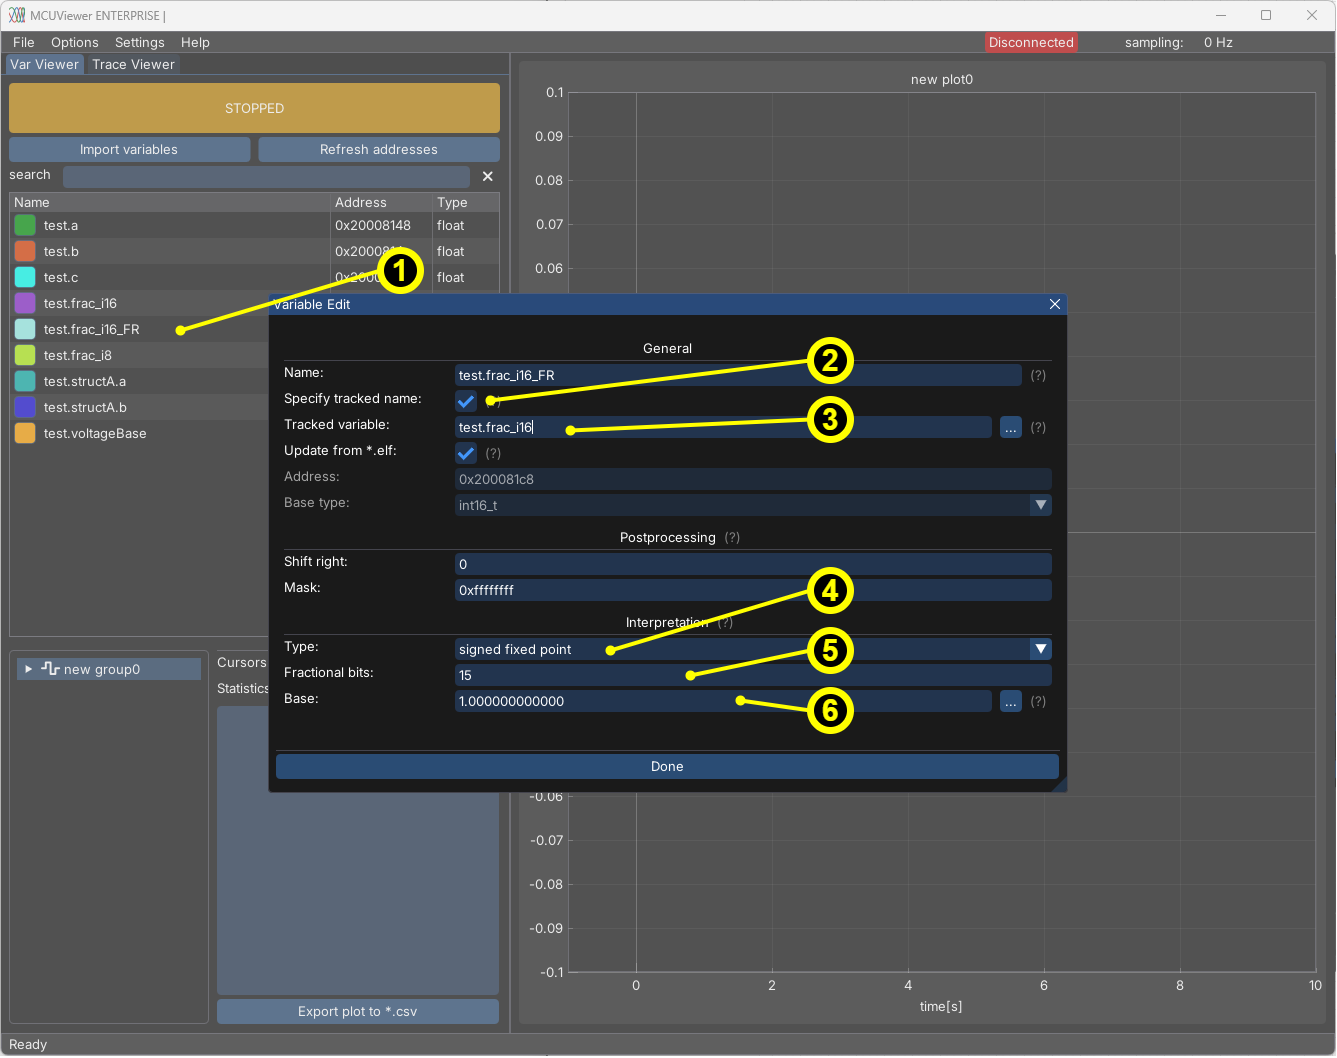 MCUViewer ENTERPRISE |
File Options Settings Help
Disconnected sampling: 0 Hz
Var Viewer Trace Viewer
STOPPED
Import variables Refresh addresses
search
Name Address Type
test.a 0x20008148 float
test.b float
test.c float
test.frac_i16
test.frac_i16_FR
test.frac_i8
test.structA.a
test.structA.b
test.voltageBase
1
Variable Edit
General
Name: test.frac_i16_FR (?)
Specify tracked name:
2
Tracked variable: test.frac_i16 ... (?)
3
Update from *.elf: (?)
Address: 0x200081c8
Base type: int16_t
Postprocessing (?)
Shift right: 0
Mask: 0xffffffff
4
Interpretation (?)
Type: signed fixed point
5
Fractional bits: 15
Base: 1.000000000000 ... (?)
6
Done
new group0
Cursors
Statistics
Export plot to *.csv
new plot0
0.1
0.09
0.08
0.07
0.06
-0.06
-0.07
-0.08
-0.09
-0.1
0 2 4 6 8 10
time[s]
Ready